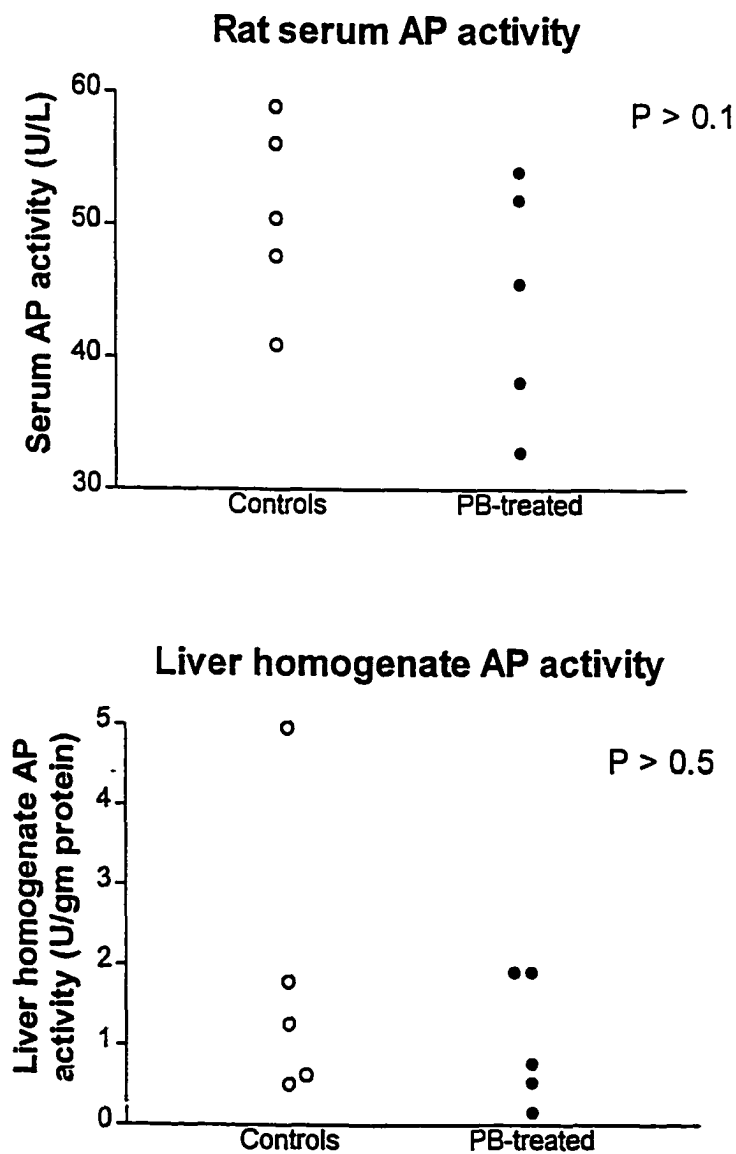 Rat serum AP activity
P > 0.1
Serum AP activity (U/L)
60
50
40
30
Controls PB-treated
Liver homogenate AP activity
P > 0.5
Liver homogenate AP
activity (U/gm protein)
5
4
3
2
1
0
Controls PB-treated